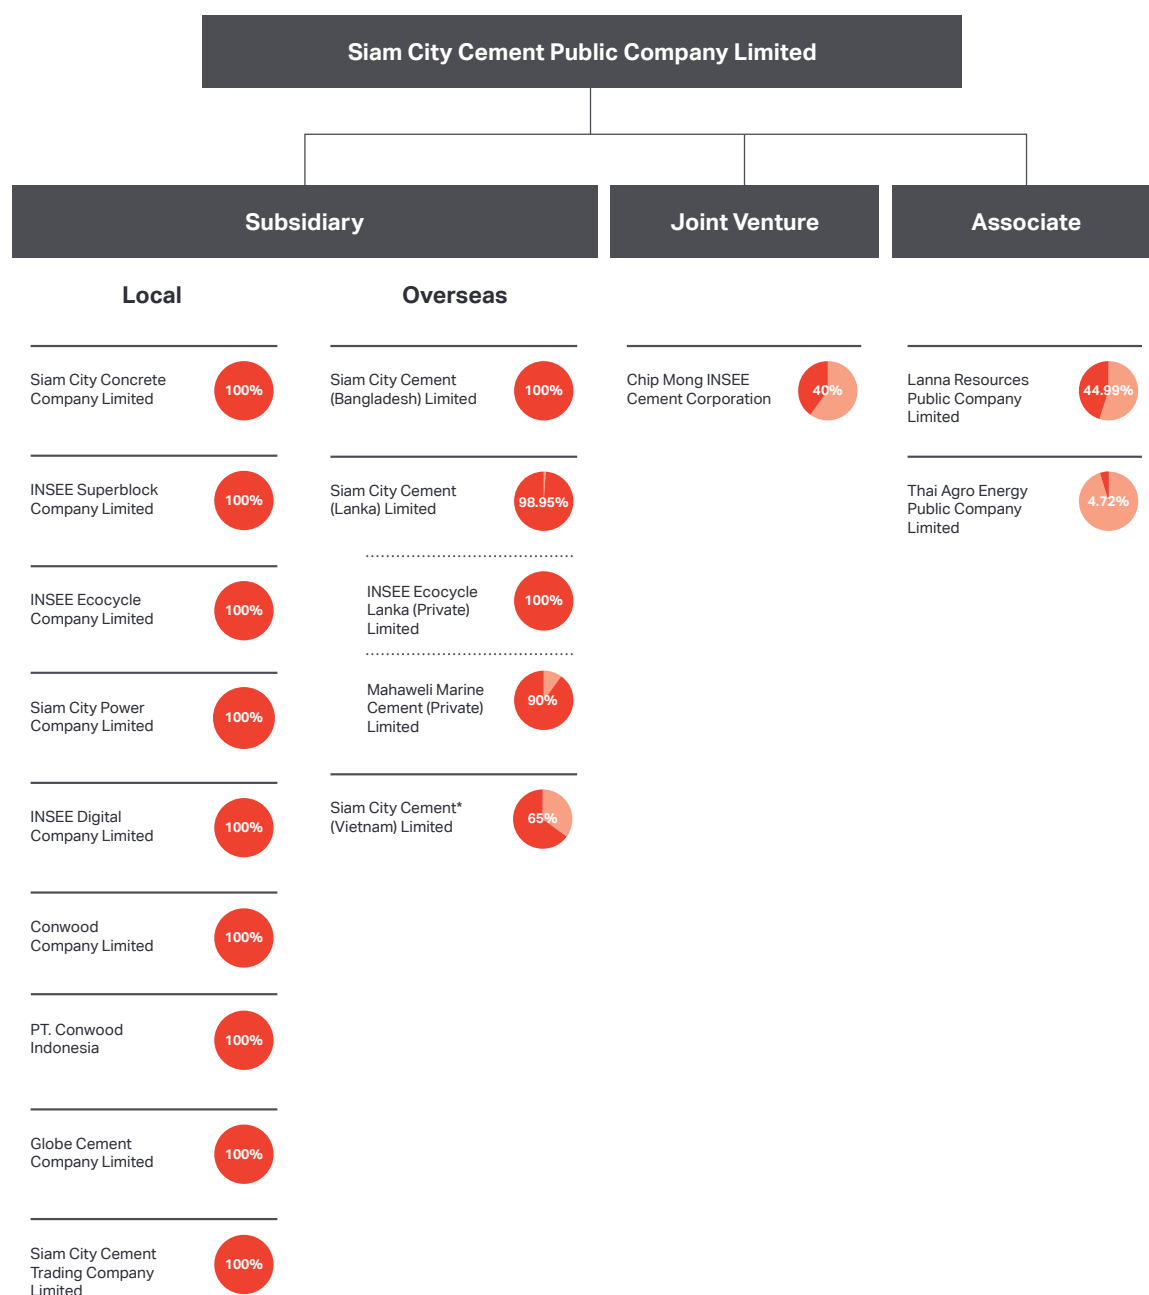 Siam City Cement Public Company Limited
Subsidiary
Joint Venture
Associate
Local
Overseas
Siam City Concrete
Company Limited
100%
INSEE Superblock
Company Limited
100%
INSEE Ecocycle
Company Limited
100%
Siam City Power
Company Limited
100%
INSEE Digital
Company Limited
100%
Conwood
Company Limited
100%
PT. Conwood
Indonesia
100%
Globe Cement
Company Limited
100%
Siam City Cement
Trading Company
Limited
100%
Siam City Cement
(Bangladesh) Limited
100%
Siam City Cement
(Lanka) Limited
98.95%
INSEE Ecocycle
Lanka (Private)
Limited
100%
Mahaweli Marine
Cement (Private)
Limited
90%
Siam City Cement*
(Vietnam) Limited
65%
Chip Mong INSEE
Cement Corporation
40%
Lanna Resources
Public Company
Limited
44.99%
Thai Agro Energy
Public Company
Limited
4.72%